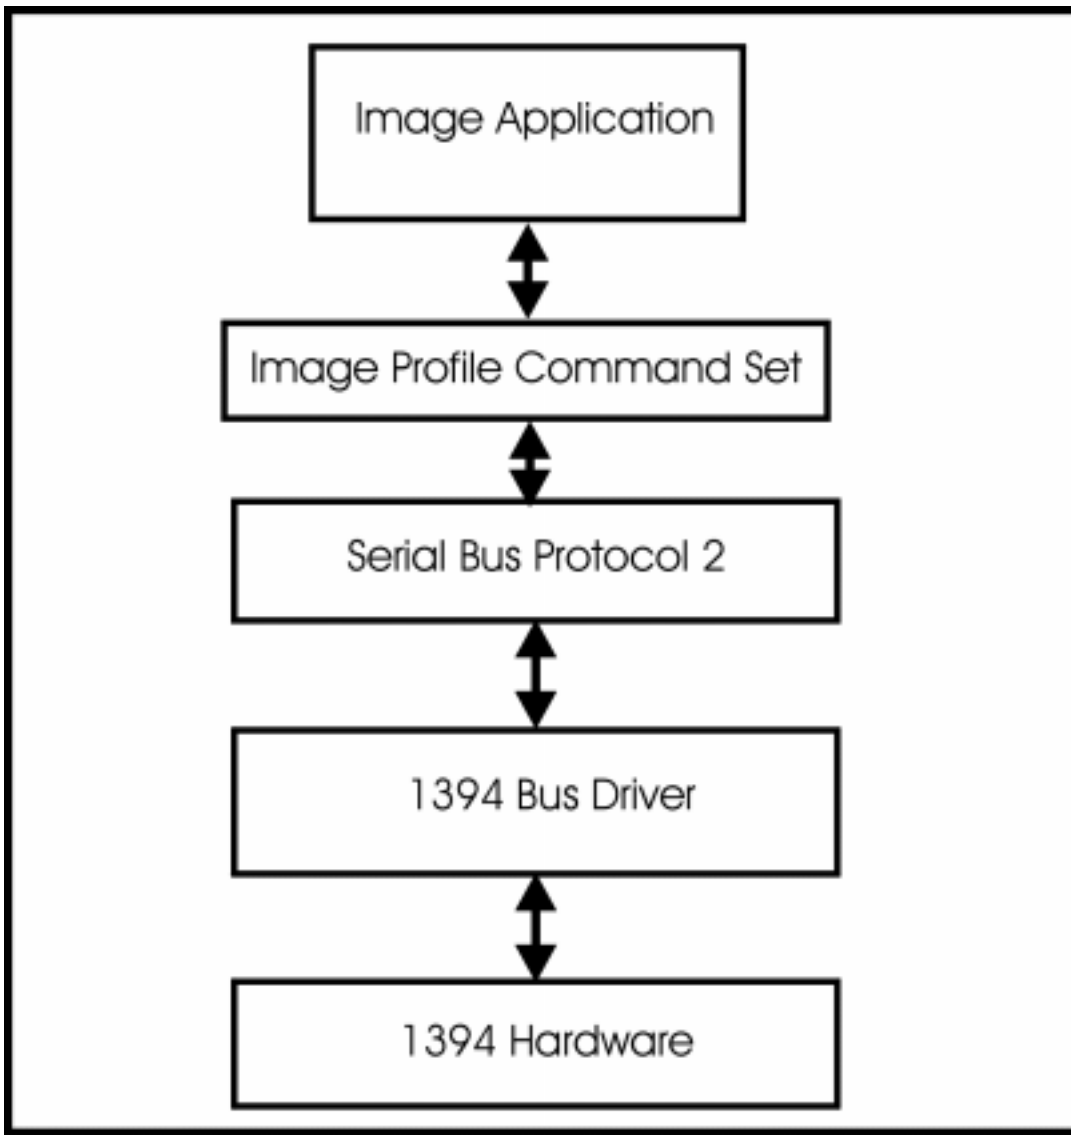 Image Application
Image Profile Command Set
Serial Bus Protocol 2
1394 Bus Driver
1394 Hardware